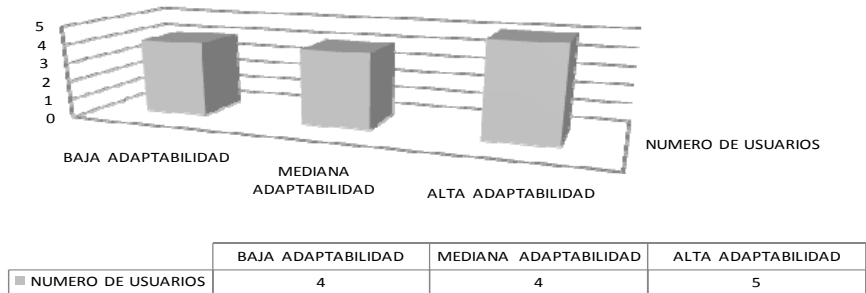 5
4
3
2
1
0
BAJA ADAPTABILIDAD
MEDIANA
ADAPTABILIDAD
ALTA ADAPTABILIDAD
NUMERO DE USUARIOS
BAJA ADAPTABILIDAD MEDIANA ADAPTABILIDAD ALTA ADAPTABILIDAD
NUMERO DE USUARIOS 4 4 5